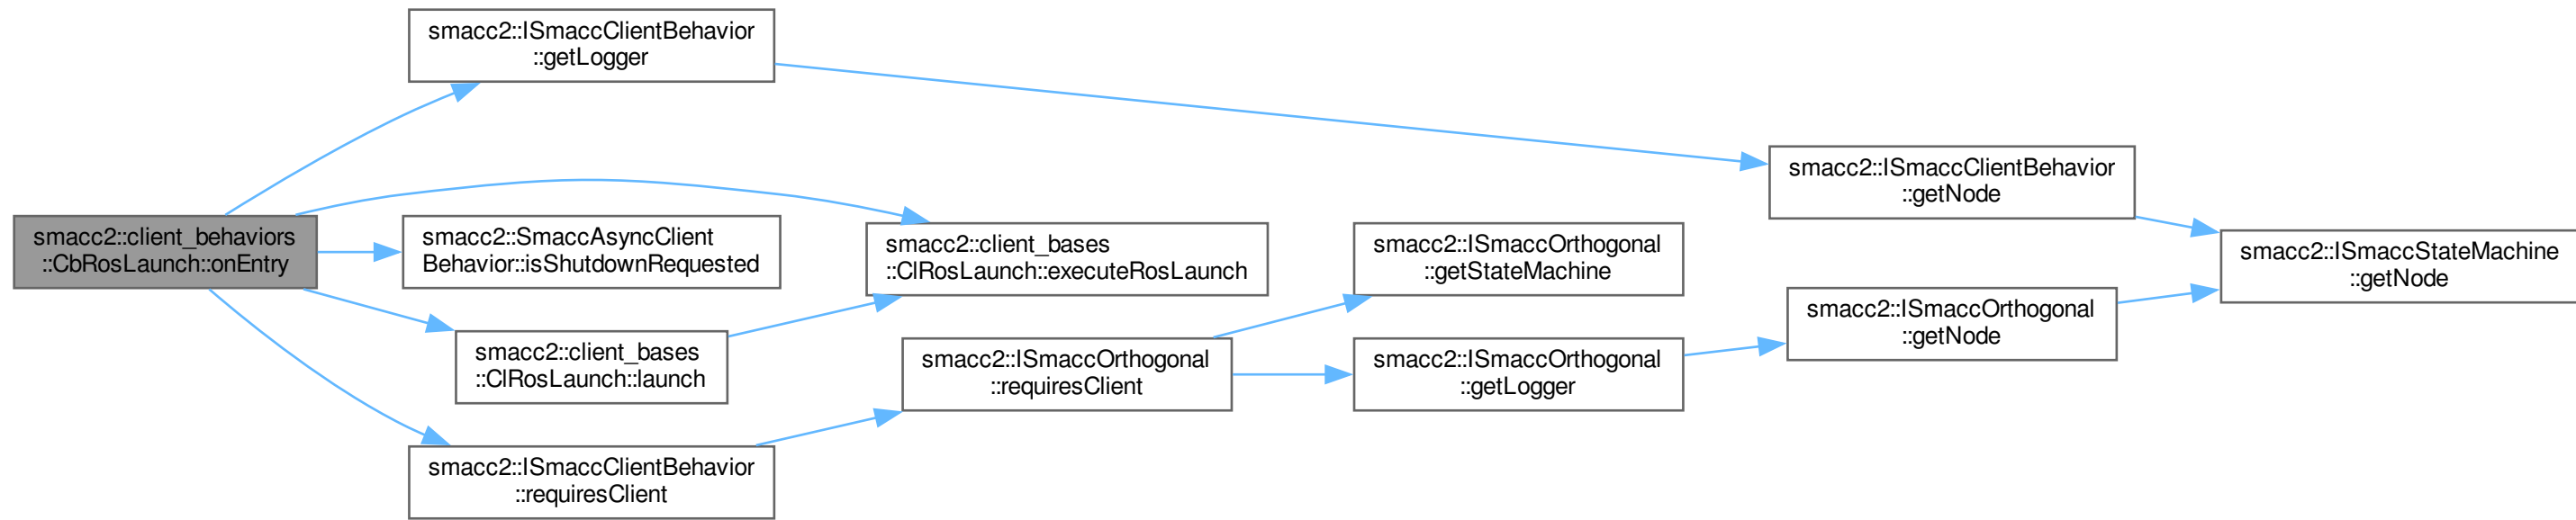 smacc2::client_behaviors
::CbRosLaunch::onEntry
smacc2::ISmaccClientBehavior
::getLogger
smacc2::SmaccAsyncClient
Behavior::isShutdownRequested
smacc2::client_bases
::ClRosLaunch::launch
smacc2::ISmaccClientBehavior
::requiresClient
smacc2::client_bases
::ClRosLaunch::executeRosLaunch
smacc2::ISmaccOrthogonal
::requiresClient
smacc2::ISmaccOrthogonal
::getStateMachine
smacc2::ISmaccOrthogonal
::getLogger
smacc2::ISmaccClientBehavior
::getNode
smacc2::ISmaccOrthogonal
::getNode
smacc2::ISmaccStateMachine
::getNode